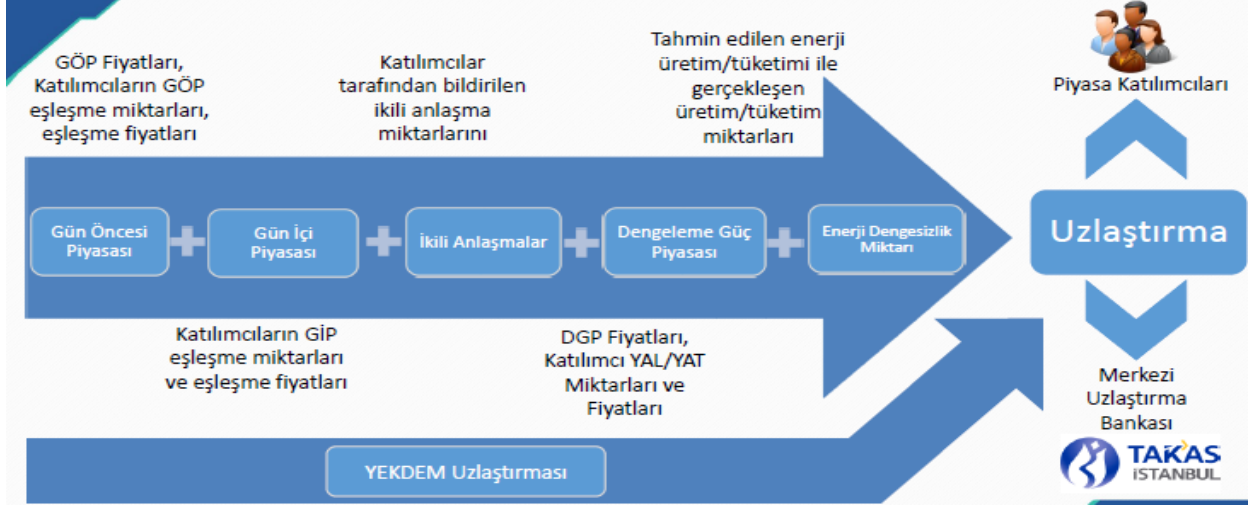 GÖP Fiyatları,
Katılımcıların GÖP
eşleşme miktarları,
eşleşme fiyatları
Katılımcılar
tarafından bildirilen
ikili anlaşma
miktarlarını
Tahmin edilen enerji
üretim/tüketimi ile
gerçekleşen
üretim/tüketim
miktarları
Piyasa Katılımcıları
Gün Öncesi
Piyasası
Gün İçi
Piyasası
İkili Anlaşmalar
Dengeleme Güç
Piyasası
Enerji Dengesizlik
Miktarı
Uzlaştırma
Katılımcıların GİP
eşleşme miktarları
ve eşleşme fiyatları
DGP Fiyatları,
Katılımcı YAL/YAT
Miktarları ve
Fiyatları
Merkezi
Uzlaştırma
Bankası
TAKAS
İSTANBUL
YEKDEM Uzlaştırması